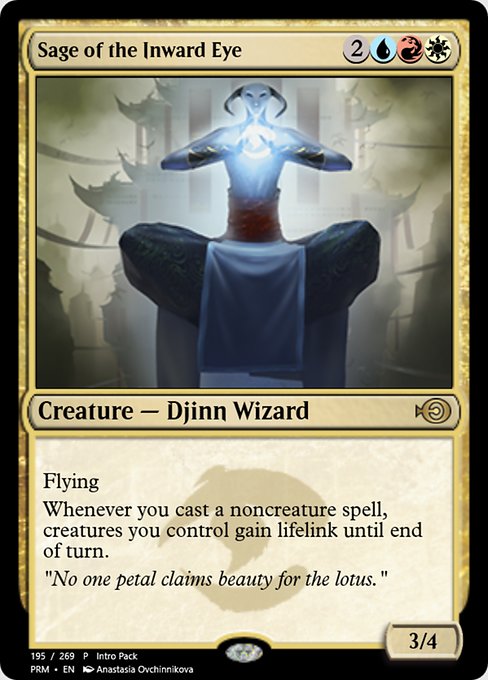 Sage of the Inward Eye 2
Creature — Djinn Wizard
Flying
Whenever you cast a noncreature spell,
creatures you control gain lifelink until end
of turn.
"No one petal claims beauty for the lotus."
3/4
195 / 269 P Intro Pack
PRM • EN Anastasia Ovchinnikova